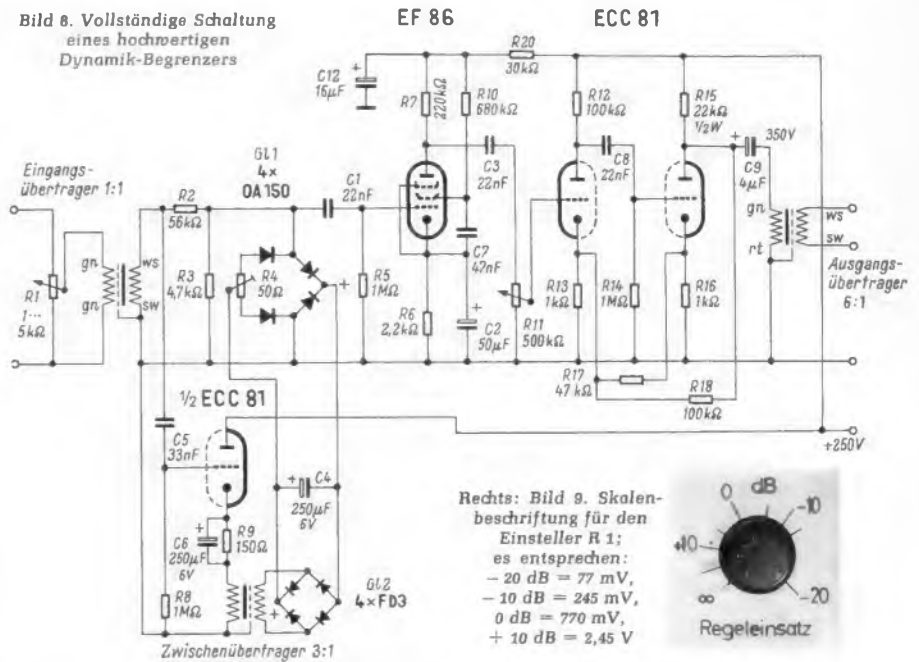 Bild 8. Vollständige Schaltung
eines hochwertigen
Dynamik-Begrenzers
EF 86
ECC 81
R20
30kΩ
C12
16µF
+
R7
220kΩ
R10
680kΩ
R12
100kΩ
R15
22kΩ
½W
+
350V
C9
4µF
C3
22nF
C8
22nF
Eingangs-
übertrager 1:1
Gl1
4×
OA150
C1
22nF
R2
56kΩ
gn
gn
ws
sw
R1
1...
5kΩ
R3
4,7kΩ
R4
50Ω
+
R5
1MΩ
C7
47nF
R6
2,2kΩ
+
C2
50µF
R11
500kΩ
R13
1kΩ
R14
1MΩ
R16
1kΩ
gn
rt
ws
sw
Ausgangs-
übertrager
6:1
R17
47kΩ
R18
100kΩ
+250V
½ECC 81
C5
33nF
+
C6
250µF
6V
R9
150Ω
R8
1MΩ
+
C4
250µF
6V
+
Gl2
4×FD3
Zwischenübertrager 3:1
Rechts: Bild 9. Skalen-
beschriftung für den
Einsteller R 1;
es entsprechen:
− 20 dB = 77 mV,
− 10 dB = 245 mV,
0 dB = 770 mV,
+ 10 dB = 2,45 V
0 dB
-10
+10
∞
-20
Regeleinsatz